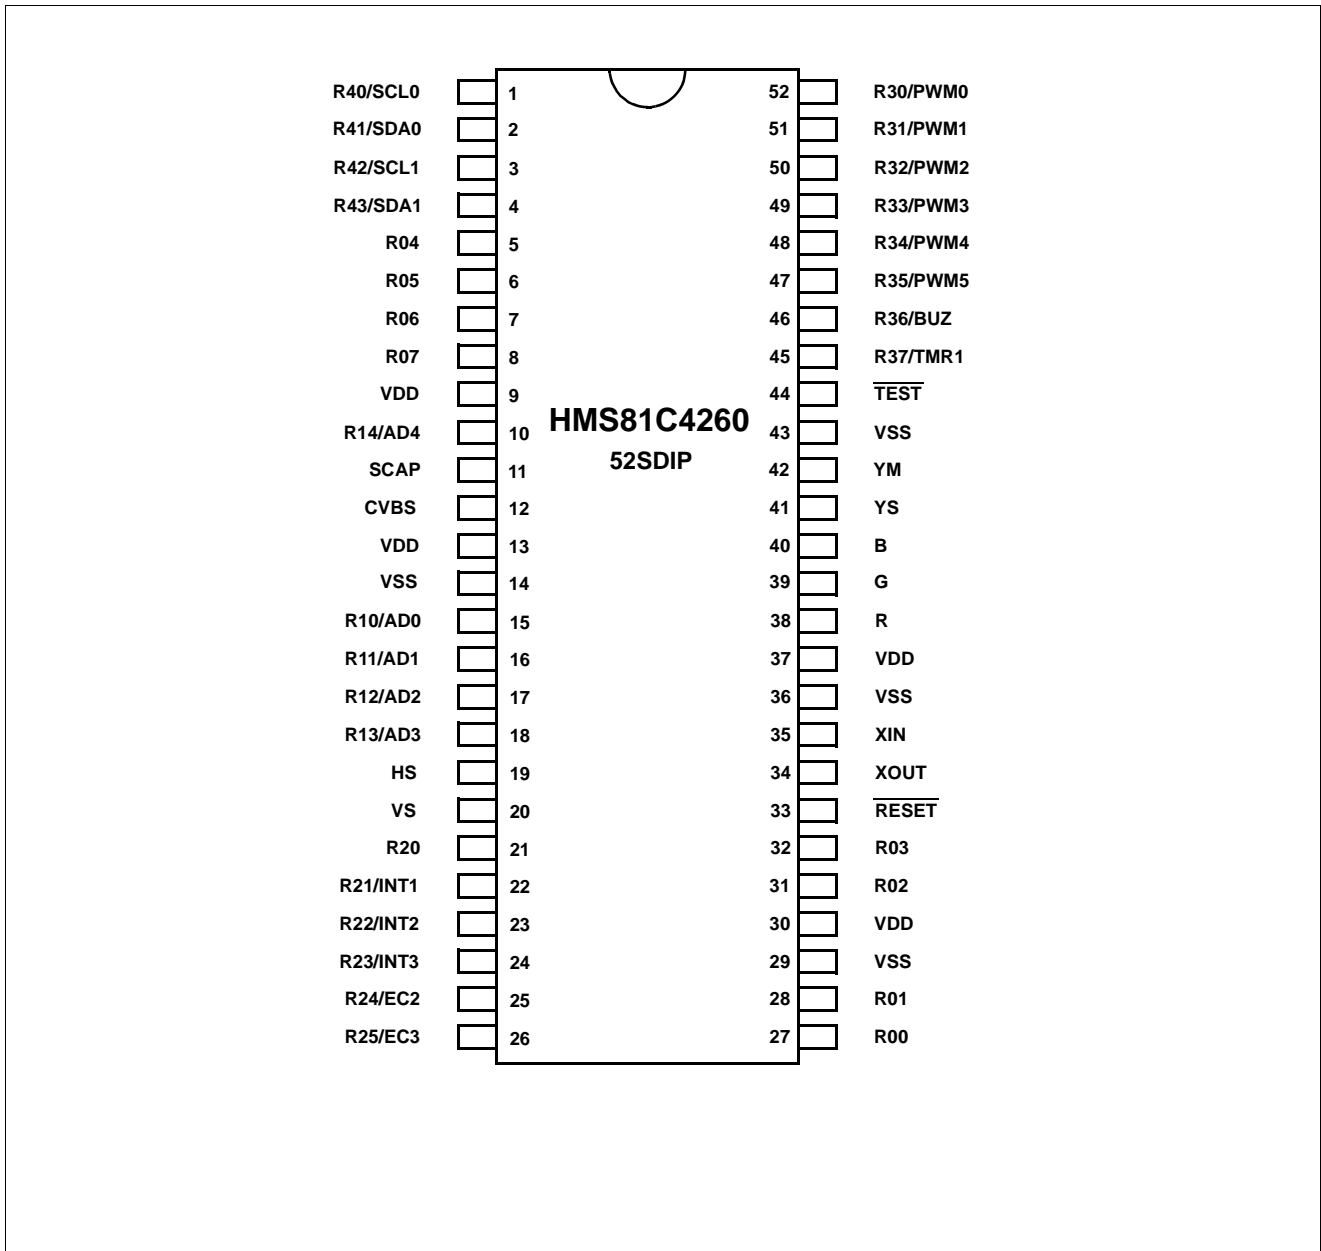 R40/SCL0 1 52 R30/PWM0
R41/SDA0 2 51 R31/PWM1
R42/SCL1 3 50 R32/PWM2
R43/SDA1 4 49 R33/PWM3
R04 5 48 R34/PWM4
R05 6 47 R35/PWM5
R06 7 46 R36/BUZ
R07 8 45 R37/TMR1
VDD 9 44 TEST
HMS81C4260
R14/AD4 10 43 VSS
52SDIP
SCAP 11 42 YM
CVBS 12 41 YS
VDD 13 40 B
VSS 14 39 G
R10/AD0 15 38 R
R11/AD1 16 37 VDD
R12/AD2 17 36 VSS
R13/AD3 18 35 XIN
HS 19 34 XOUT
VS 20 33 RESET
R20 21 32 R03
R21/INT1 22 31 R02
R22/INT2 23 30 VDD
R23/INT3 24 29 VSS
R24/EC2 25 28 R01
R25/EC3 26 27 R00